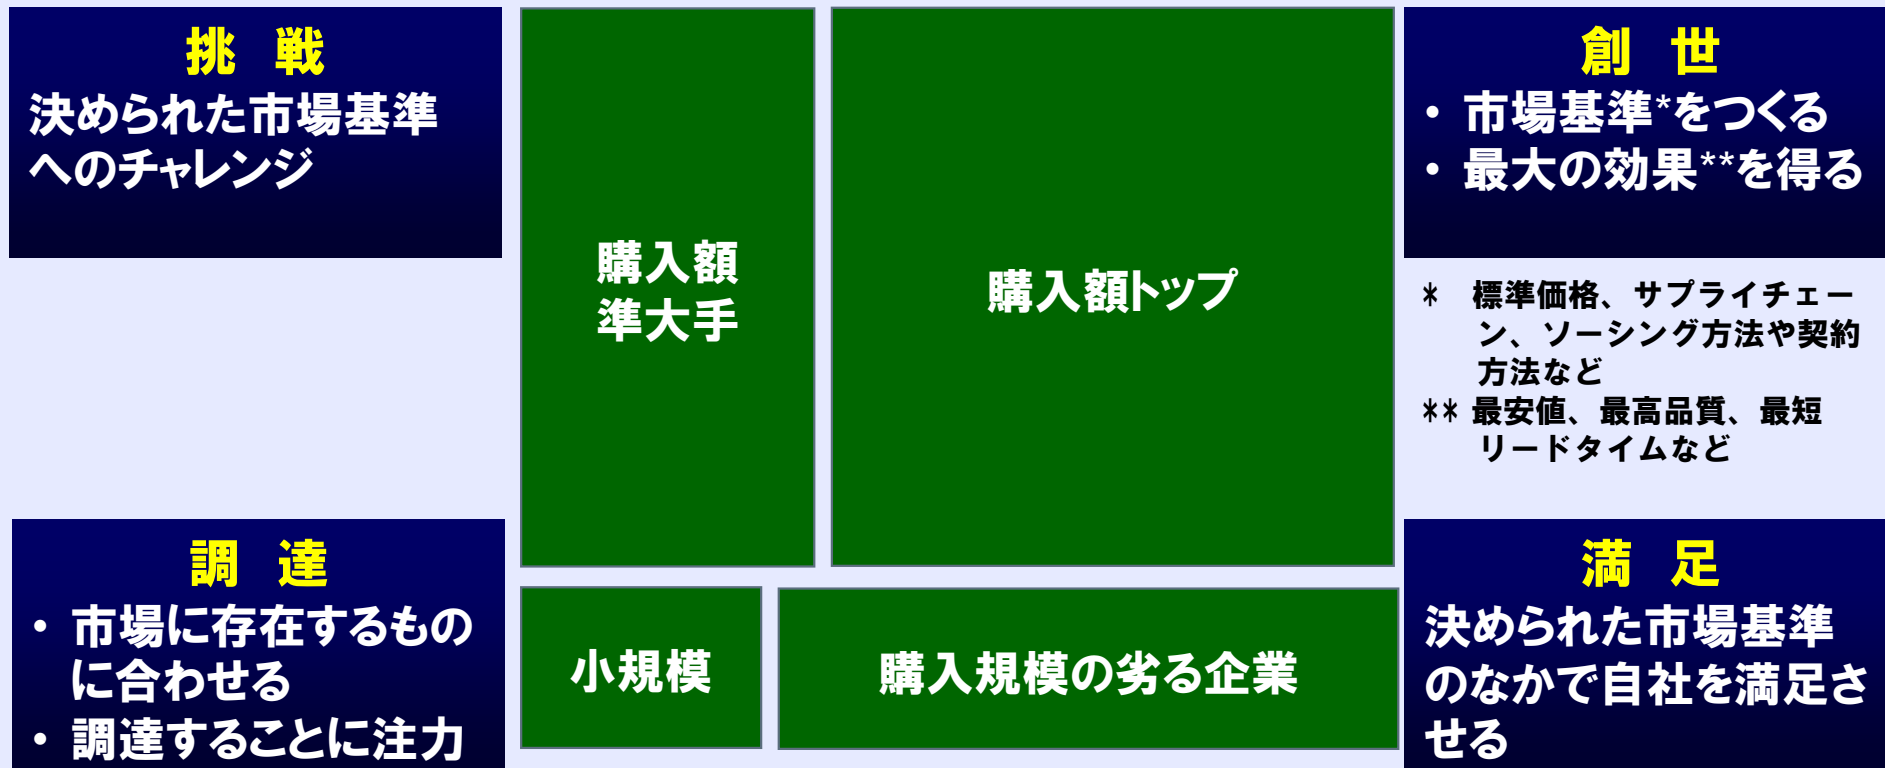 挑　戦
決められた市場基準
へのチャレンジ
購入額
準大手
購入額トップ
創　世
・ 市場基準*をつくる
・ 最大の効果**を得る
*　標準価格、サプライチェー
ン、ソーシング方法や契約
方法など
** 最安値、最高品質、最短
リードタイムなど
調　達
・ 市場に存在するもの
に合わせる
・ 調達することに注力
小規模
購入規模の劣る企業
満　足
決められた市場基準
のなかで自社を満足さ
せる